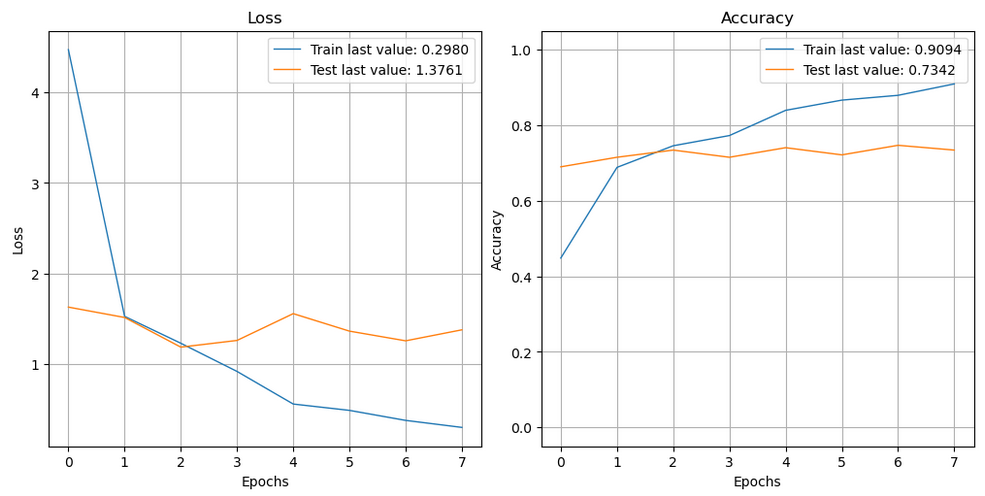 Loss
Train last value: 0.2980
Test last value: 1.3761
4
3
2
1
Loss
0 1 2 3 4 5 6 7
Epochs
Accuracy
Train last value: 0.9094
Test last value: 0.7342
1.0
0.8
0.6
0.4
0.2
0.0
Accuracy
0 1 2 3 4 5 6 7
Epochs